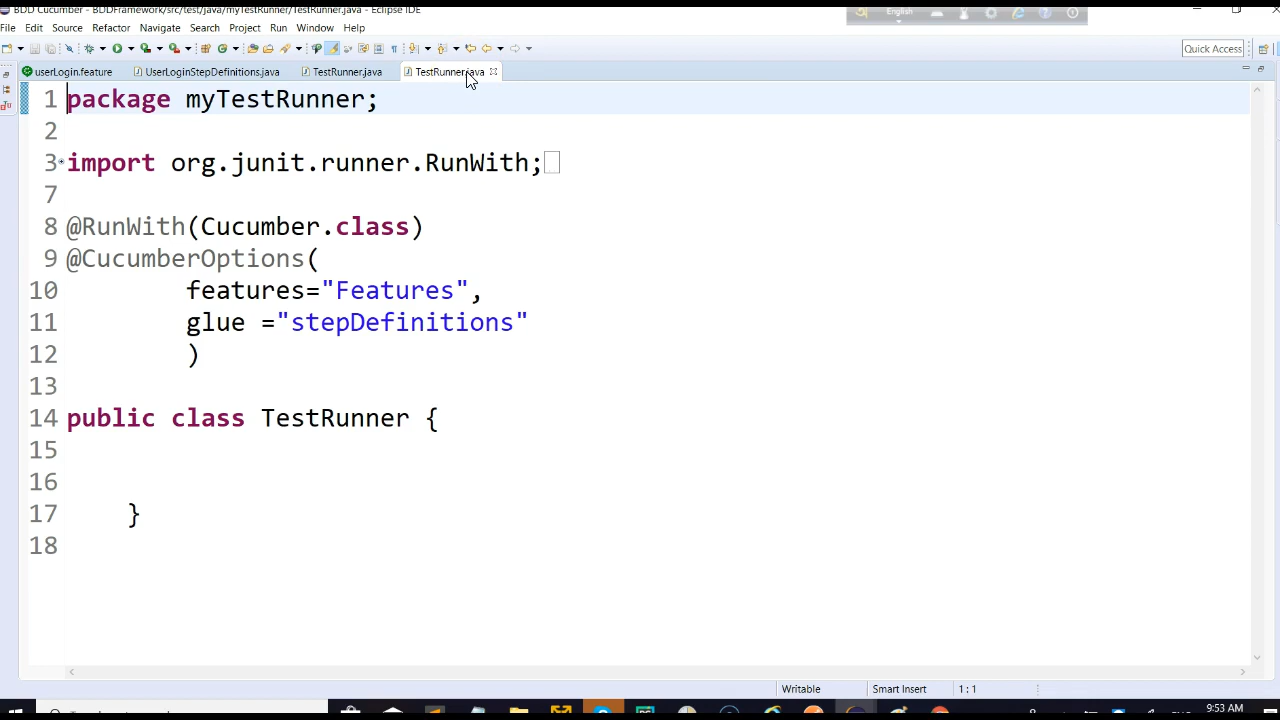 BDD Cucumber - BDDFramework/src/test/java/myTestRunner/TestRunner.java - Eclipse IDE
English
File Edit Source Refactor Navigate Search Project Run Window Help
Quick Access
userLogin.feature UserLoginStepDefinitions.java TestRunner.java TestRunner.java
1 package myTestRunner;
2
3 import org.junit.runner.RunWith;
7
8 @RunWith(Cucumber.class)
9 @CucumberOptions(
10 features="Features",
11 glue ="stepDefinitions"
12 )
13
14 public class TestRunner {
15
16
17 }
18
Writable Smart Insert 1 : 1
9:53 AM